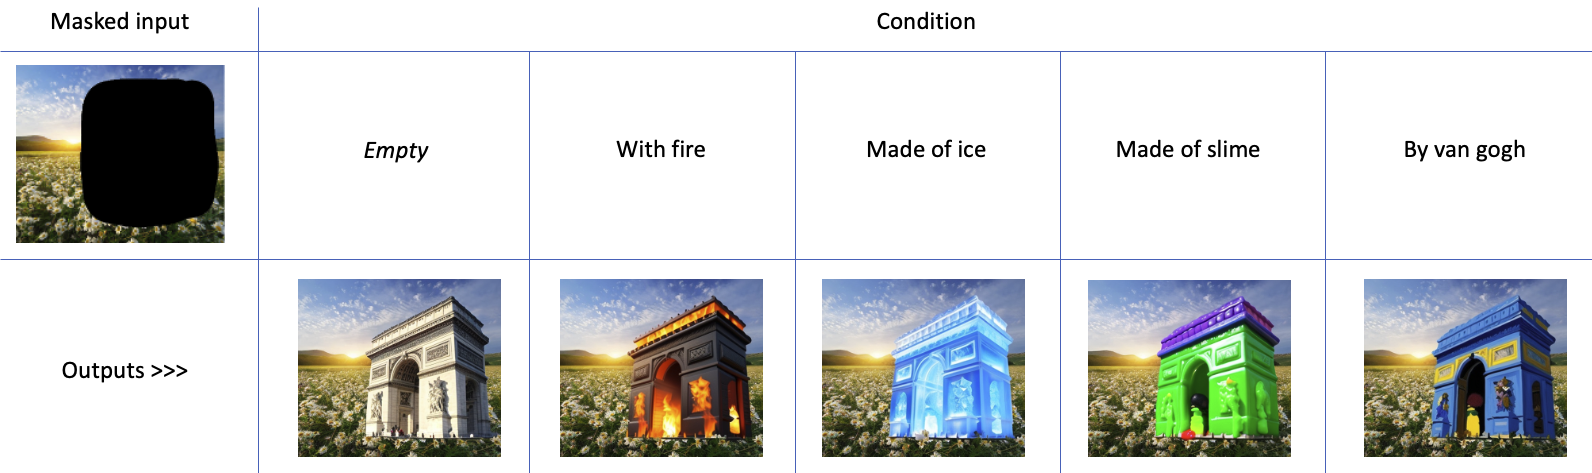 Masked input
Condition
Empty
With fire
Made of ice
Made of slime
By van gogh
Outputs >>>